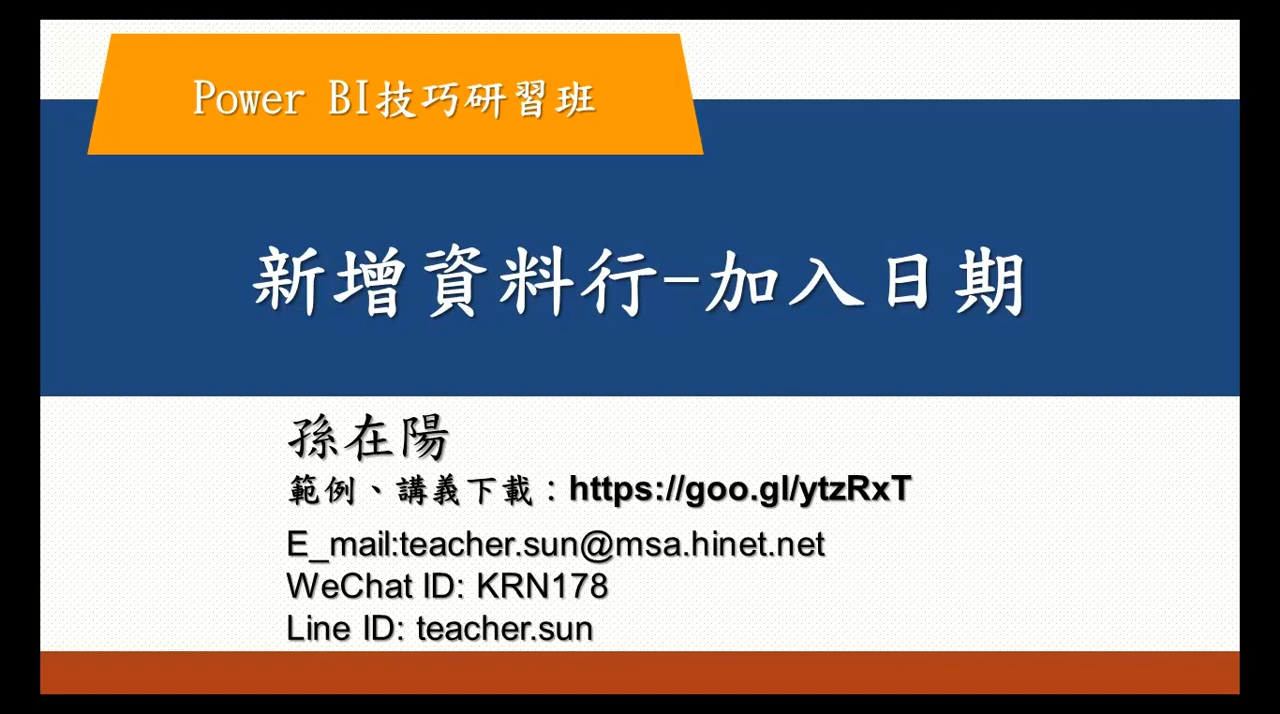 Power BI技巧研習班
新增資料行-加入日期
孫在陽
範例、講義下載：https://goo.gl/ytzRxT
E_mail:teacher.sun@msa.hinet.net
WeChat ID: KRN178
Line ID: teacher.sun